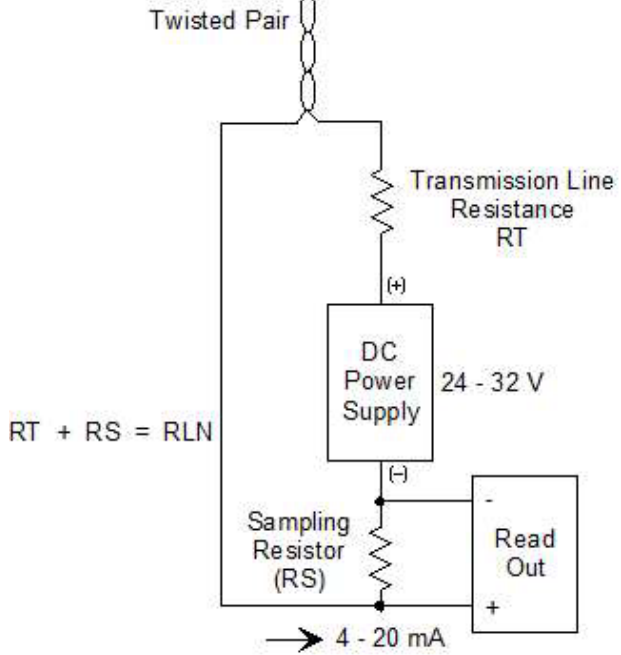 Twisted Pair
Transmission Line
Resistance
RT
(+)
DC
Power
Supply
24 - 32 V
RT + RS = RLN
(-)
Sampling
Resistor
(RS)
-
Read
Out
+
4 - 20 mA